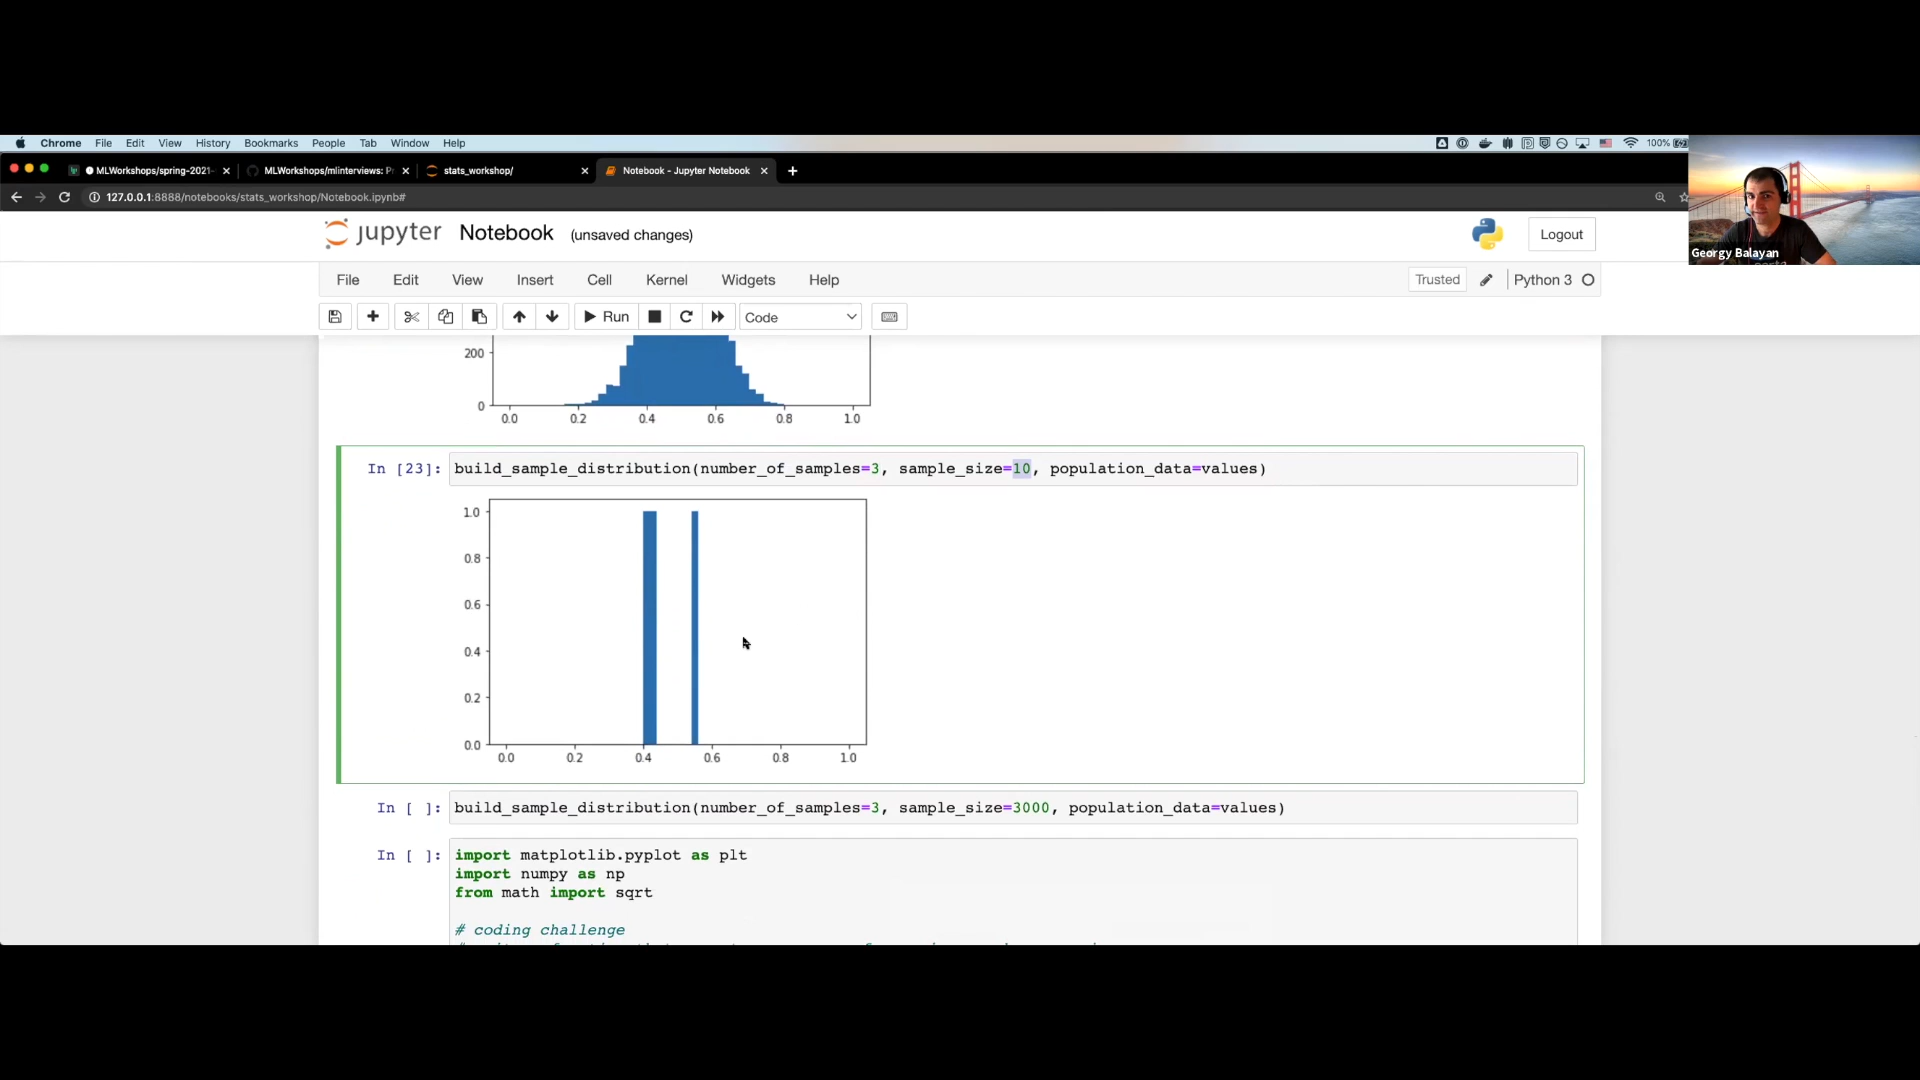 Chrome File Edit View History Bookmarks People Tab Window Help 100%
MLWorkshops/spring-2021- MLWorkshops/mlinterviews: Pr stats_workshop/ Notebook - Jupyter Notebook
127.0.0.1:8888/notebooks/stats_workshop/Notebook.ipynb#
Georgy Balayan
jupyter Notebook (unsaved changes) Logout
File Edit View Insert Cell Kernel Widgets Help Trusted Python 3
Run Code
200
0
0.0 0.2 0.4 0.6 0.8 1.0
In [23]: build_sample_distribution(number_of_samples=3, sample_size=10, population_data=values)
1.0
0.8
0.6
0.4
0.2
0.0
0.0 0.2 0.4 0.6 0.8 1.0
In [ ]: build_sample_distribution(number_of_samples=3, sample_size=3000, population_data=values)
In [ ]: import matplotlib.pyplot as plt
import numpy as np
from math import sqrt
# coding challenge